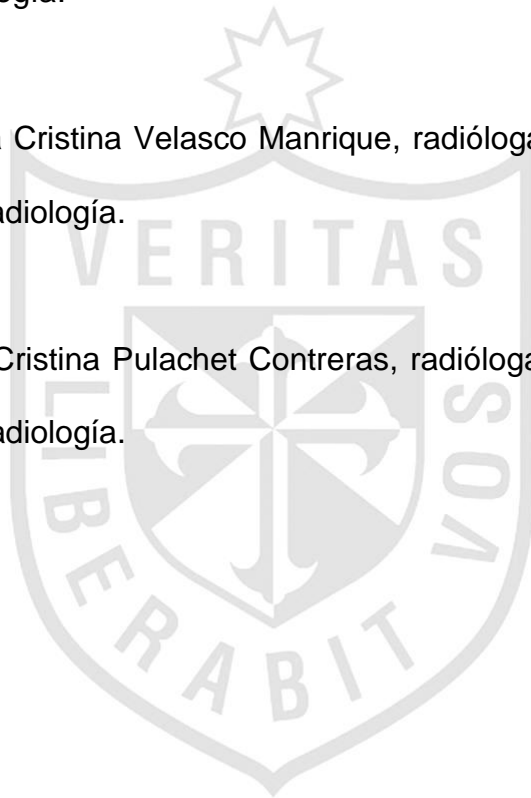 ogía.
a Cristina Velasco Manrique, radióloga
adiología.
Cristina Pulachet Contreras, radióloga
adiología.
VERITAS
LIBERABIT
VOS